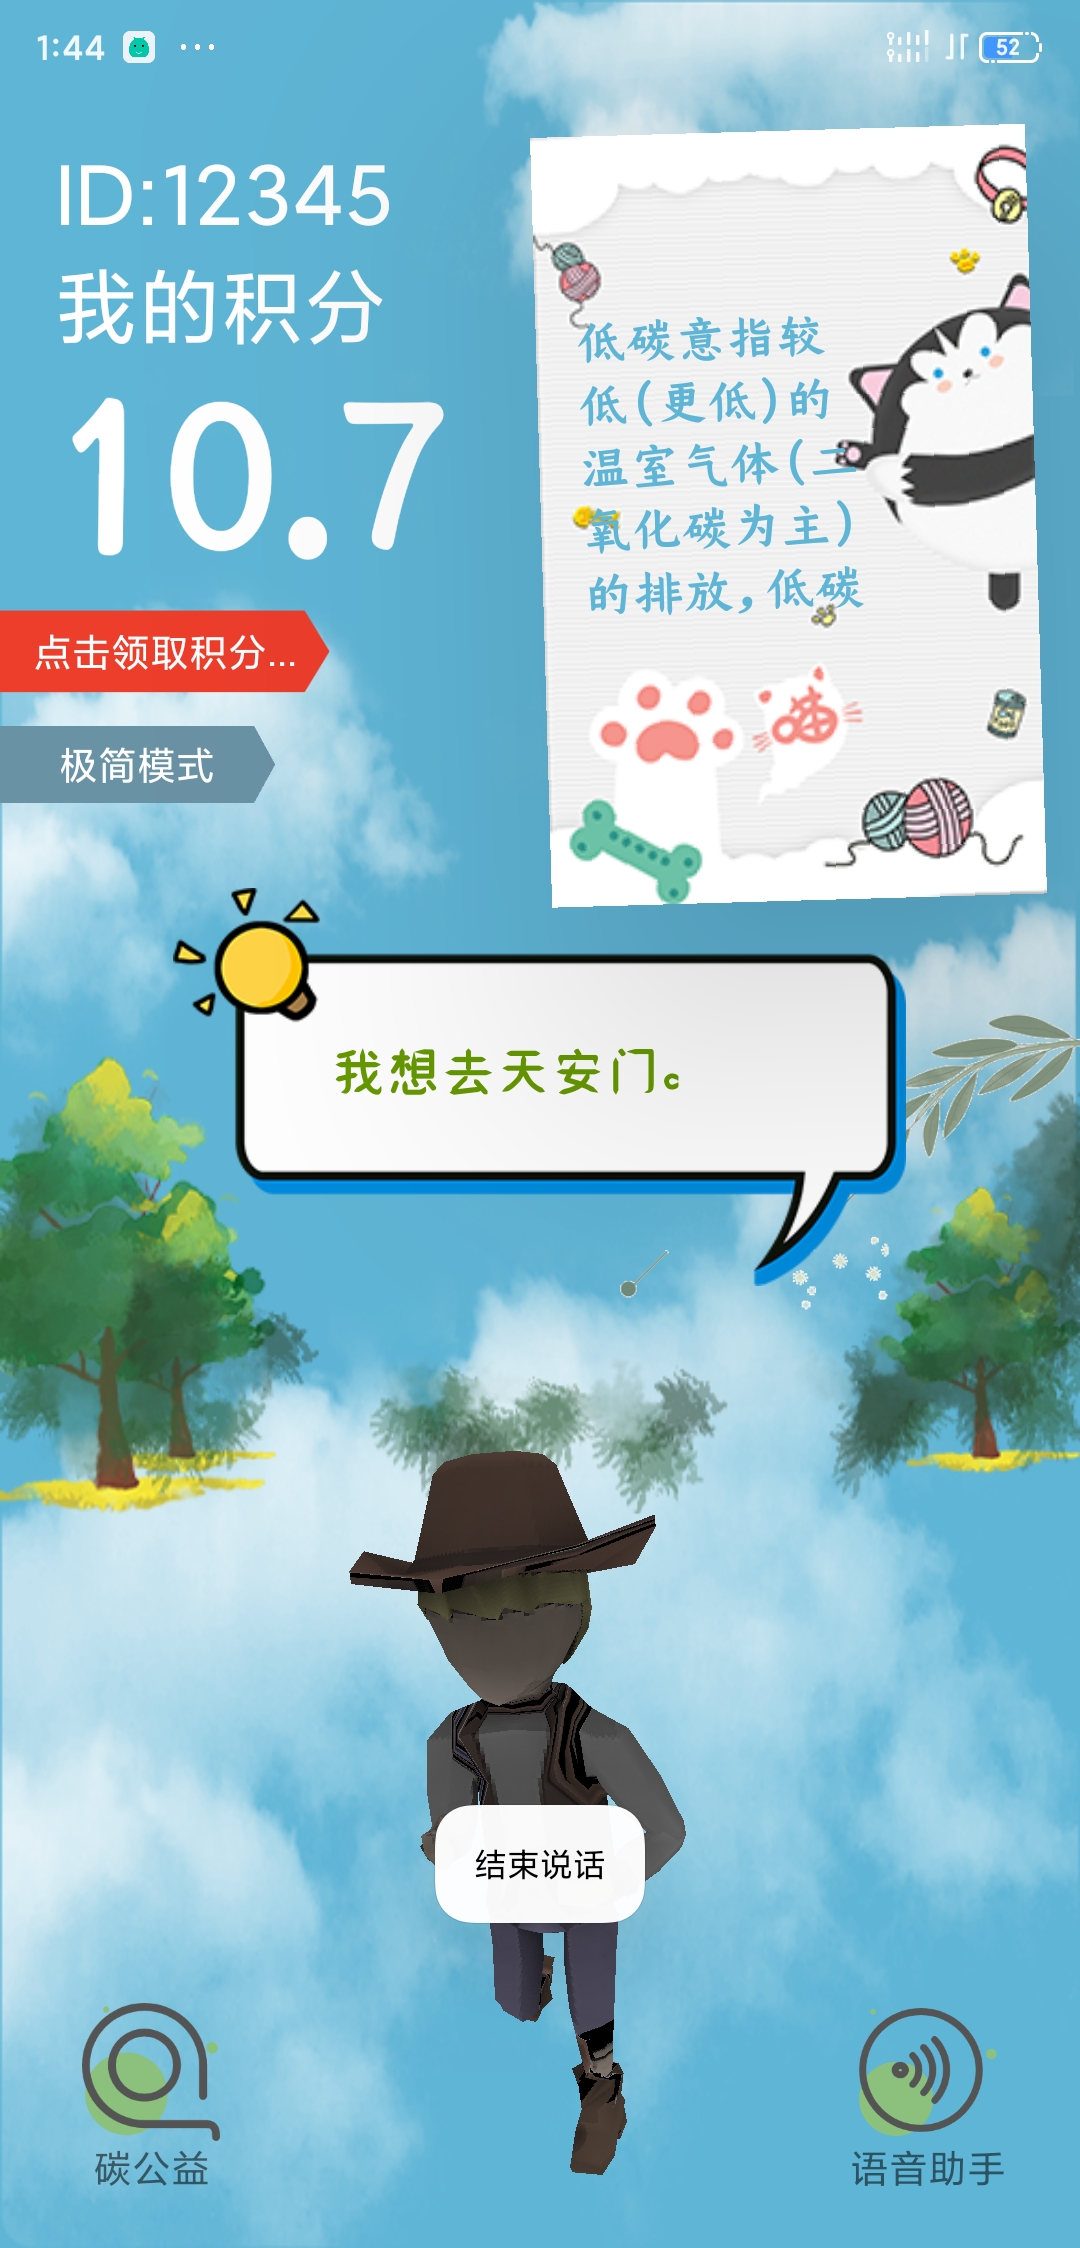 1:44
52
ID:12345
我的积分
10.7
点击领取积分...
极简模式
低碳意指较
低(更低)的
温室气体(二
氧化碳为主)
的排放,低碳
喵
我想去天安门。
结束说话
碳公益
语音助手